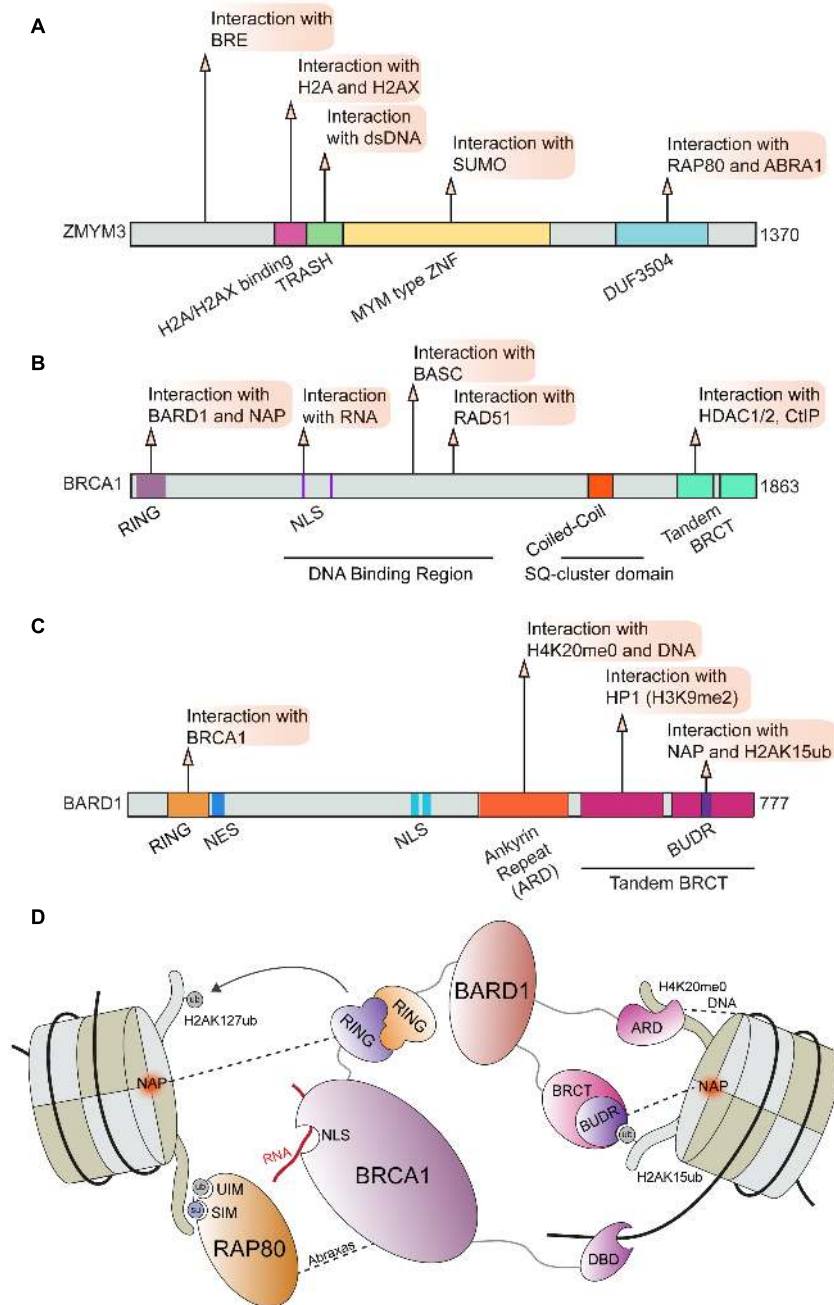 A
Interaction with
BRE
Interaction with
H2A and H2AX
Interaction
with dsDNA
Interaction with
SUMO
Interaction with
RAP80 and ABRA1
ZMYM3
1370
H2A/H2AX binding
TRASH
MYM type ZNF
DUF3504
B
Interaction with
BARD1 and NAP
Interaction
with RNA
Interaction with
BASC
Interaction with
RAD51
Interaction with
HDAC1/2, CtIP
BRCA1
1863
RING
NLS
Coiled-Coil
Tandem
BRCT
DNA Binding Region
SQ-cluster domain
C
Interaction with
BRCA1
Interaction with
H4K20me0 and DNA
Interaction with
HP1 (H3K9me2)
Interaction with
NAP and H2AK15ub
BARD1
777
RING
NES
NLS
Ankyrin
Repeat
(ARD)
BUDR
Tandem BRCT
D
ub
H2AK127ub
NAP
RING
RING
BARD1
H4K20me0
DNA
ARD
BRCT
BUDR
NAP
ub
H2AK15ub
RNA
NLS
BRCA1
ub
UIM
su
SIM
RAP80
Abraxas
DBD